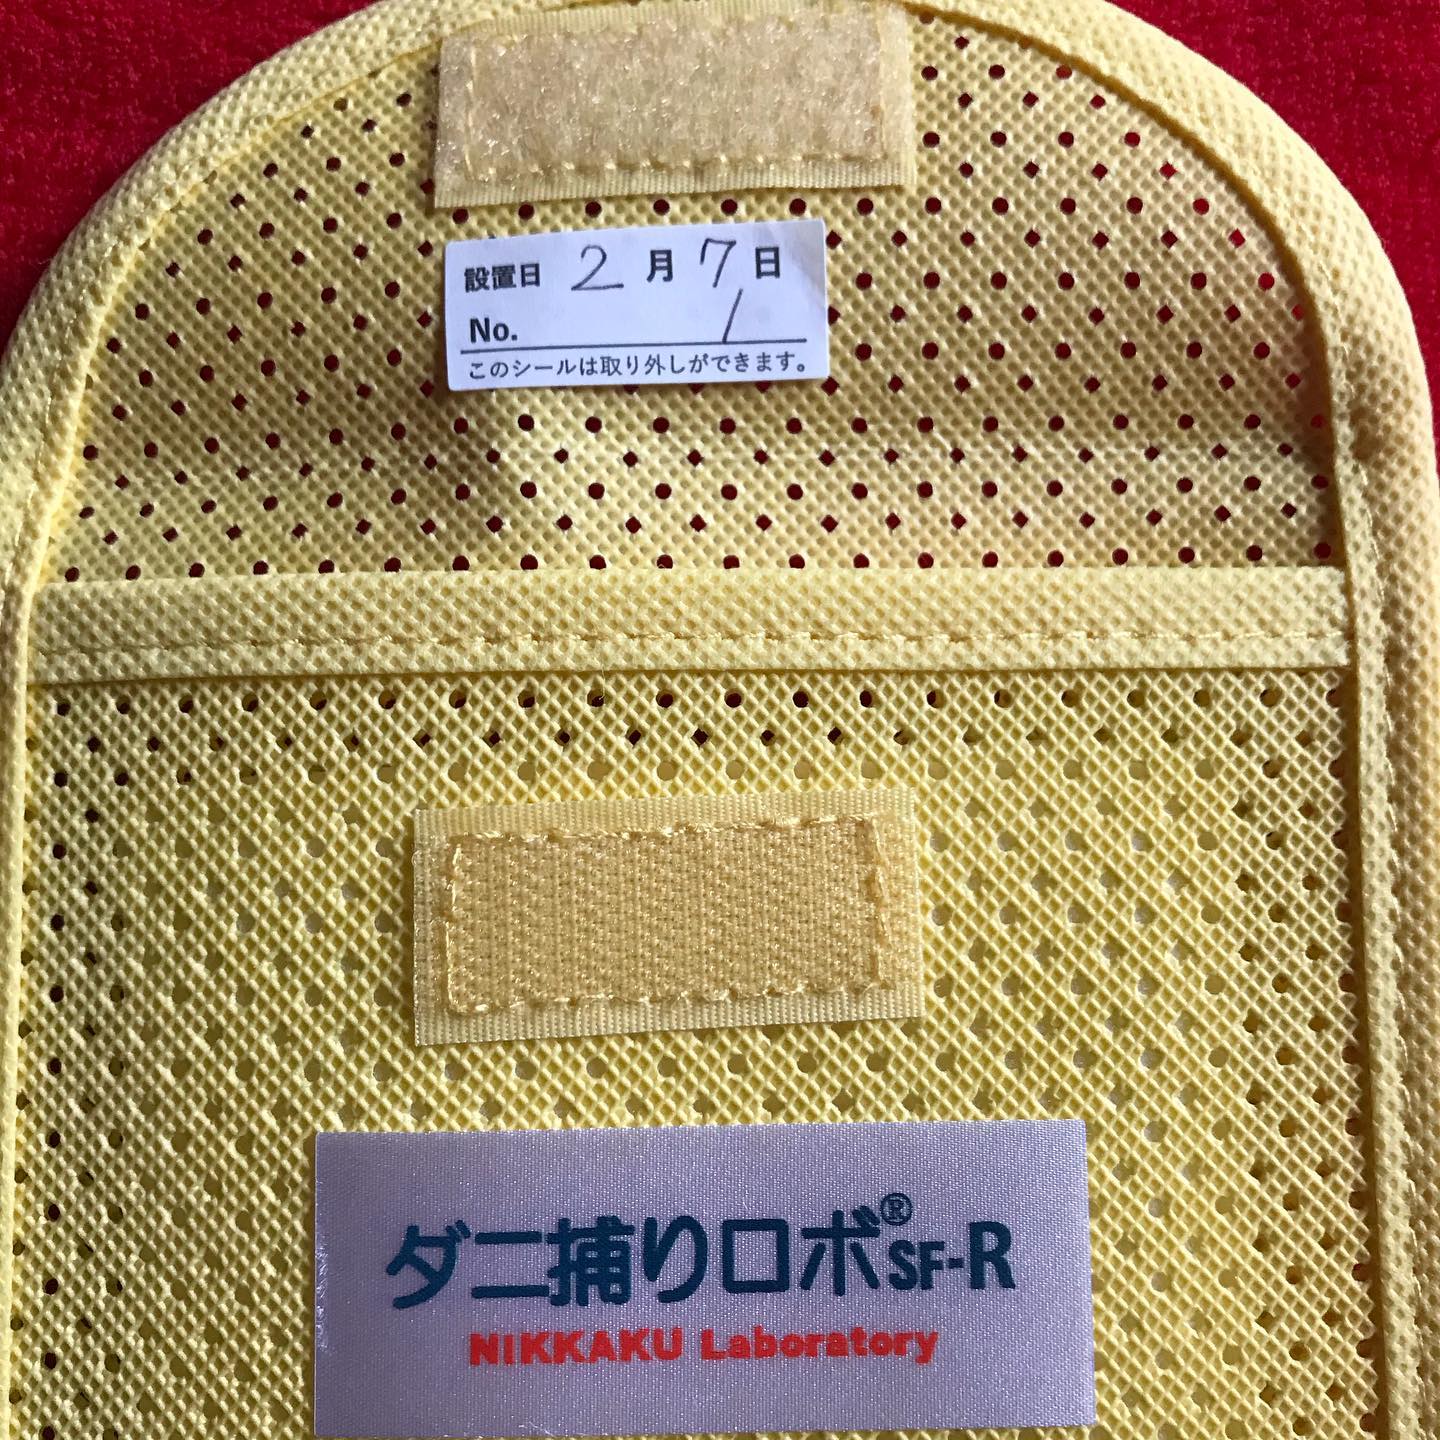 設置日 2 月 7 日
No. 1
このシールは取り外しができます。
ダニ捕りロボ® SF-R
NIKKAKU Laboratory